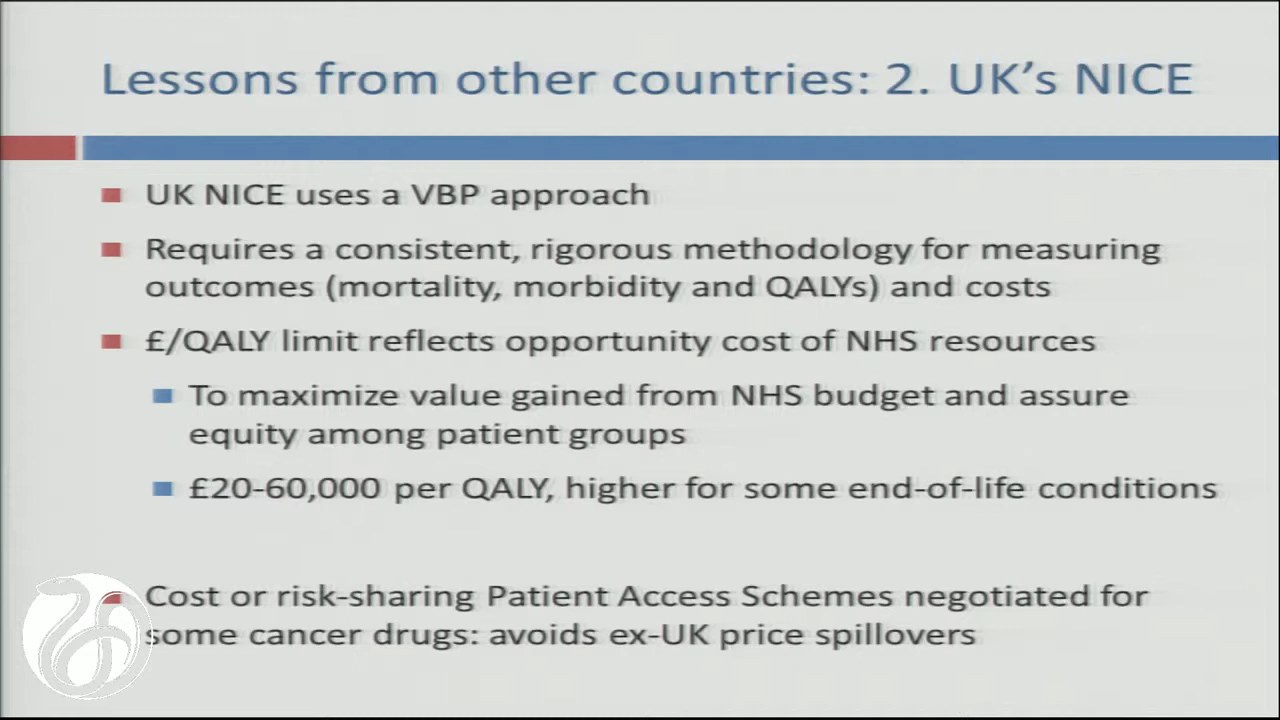 Lessons from other countries: 2. UK's NICE
UK NICE uses a VBP approach
Requires a consistent, rigorous methodology for measuring
outcomes (mortality, morbidity and QALYs) and costs
£/QALY limit reflects opportunity cost of NHS resources
To maximize value gained from NHS budget and assure
equity among patient groups
£20-60,000 per QALY, higher for some end-of-life conditions
Cost or risk-sharing Patient Access Schemes negotiated for
some cancer drugs: avoids ex-UK price spillovers